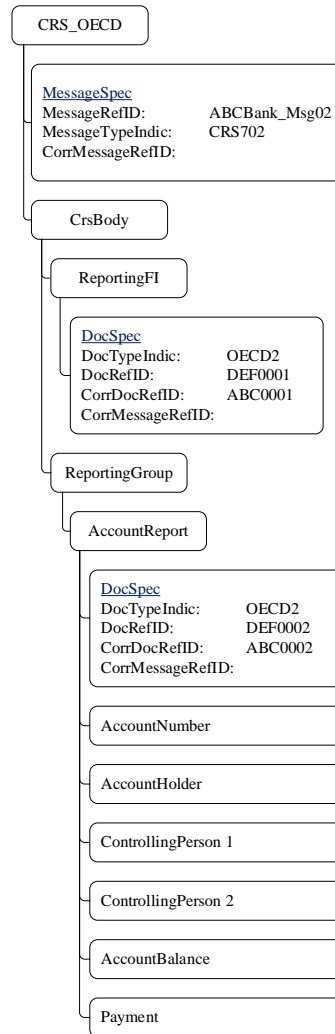 CRS_OECD
MessageSpec
MessageRefID: ABCBank_Msg02
MessageTypeIndic: CRS702
CorrMessageRefID:
CrsBody
ReportingFI
DocSpec
DocTypeIndic: OECD2
DocRefID: DEF0001
CorrDocRefID: ABC0001
CorrMessageRefID:
ReportingGroup
AccountReport
DocSpec
DocTypeIndic: OECD2
DocRefID: DEF0002
CorrDocRefID: ABC0002
CorrMessageRefID:
AccountNumber
AccountHolder
ControllingPerson 1
ControllingPerson 2
AccountBalance
Payment